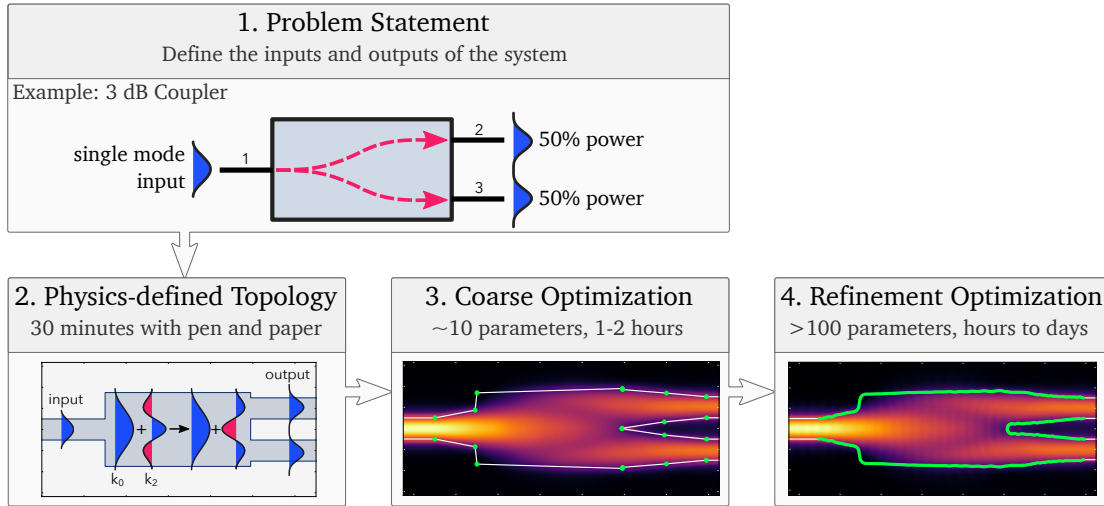 1. Problem Statement
Define the inputs and outputs of the system
Example: 3 dB Coupler
single mode
input
1
2
50% power
3
50% power
2. Physics-defined Topology
30 minutes with pen and paper
input
output
+
+
k₀
k₂
3. Coarse Optimization
~10 parameters, 1-2 hours
4. Refinement Optimization
>100 parameters, hours to days